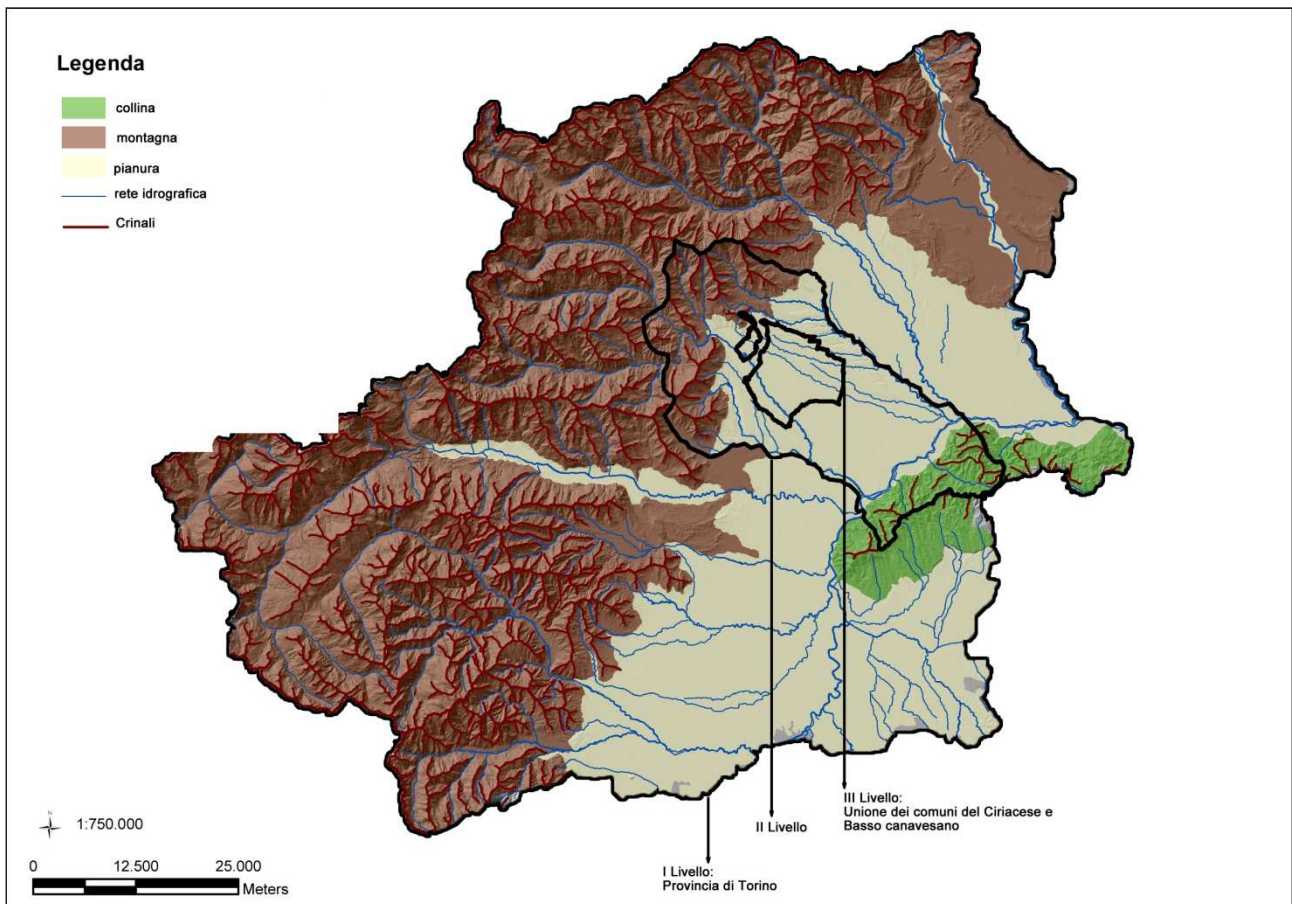 Legenda
collina
montagna
pianura
rete idrografica
Crinali
N
1:750.000
0 12.500 25.000
Meters
I Livello:
Provincia di Torino
II Livello
III Livello:
Unione dei comuni del Ciriacese e
Basso canavesano